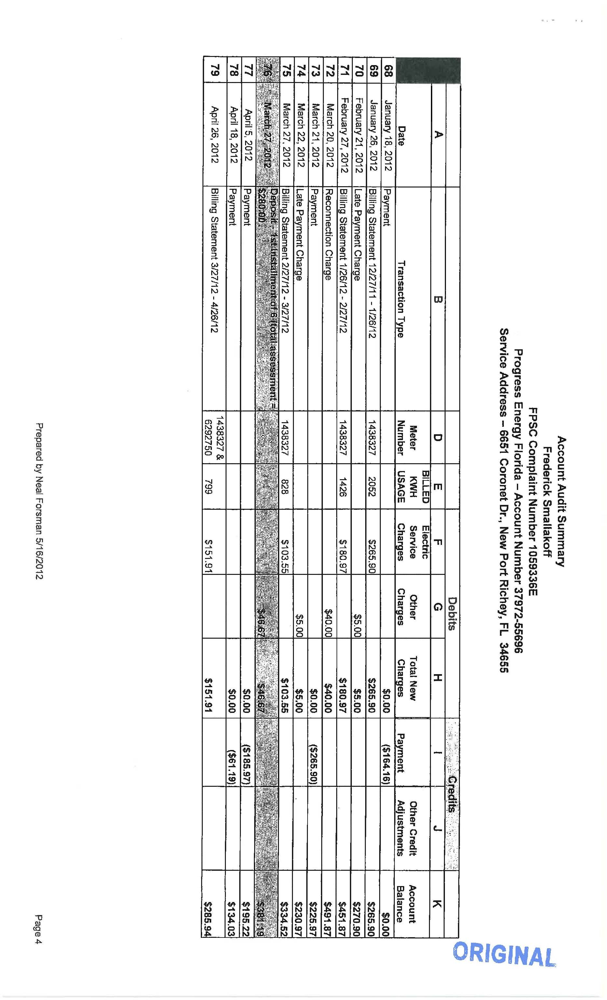 ORIGINAL
Account Audit Summary
Frederick Smallakoff
FPSC Complaint Number 1059336E
Progress Energy Florida – Account Number 37972-55696
Service Address – 6651 Coronet Dr., New Port Richey, FL 34655
Debits Credits
A B D E F G H I J K
Date Transaction Type Meter Number BILLED KWH USAGE Electric Service Charges Other Charges Total New Charges Payment Other Credit Adjustments Account Balance
68 January 18, 2012 Payment $0.00 ($164.16) $0.00
69 January 26, 2012 Billing Statement 12/27/11 - 1/26/12 1438327 2052 $265.90 $265.90 $265.90
70 February 21, 2012 Late Payment Charge $5.00 $5.00 $270.90
71 February 27, 2012 Billing Statement 1/26/12 - 2/27/12 1438327 1426 $180.97 $180.97 $451.87
72 March 20, 2012 Reconnection Charge $40.00 $40.00 $491.87
73 March 21, 2012 Payment $0.00 ($265.90) $225.97
74 March 22, 2012 Late Payment Charge $5.00 $5.00 $230.97
75 March 27, 2012 Billing Statement 2/27/12 - 3/27/12 1438327 828 $103.55 $103.55 $334.52
76 March 27, 2012 Deposit - 1st Installment of 6 (total assessment = $280.00 $46.67 $46.67 $381.19
77 April 5, 2012 Payment $0.00 ($185.97) $195.22
78 April 18, 2012 Payment $0.00 ($61.19) $134.03
79 April 26, 2012 Billing Statement 3/27/12 - 4/26/12 1438327 & 6292750 799 $151.91 $151.91 $285.94
Prepared by Neal Forsman 5/16/2012
Page 4